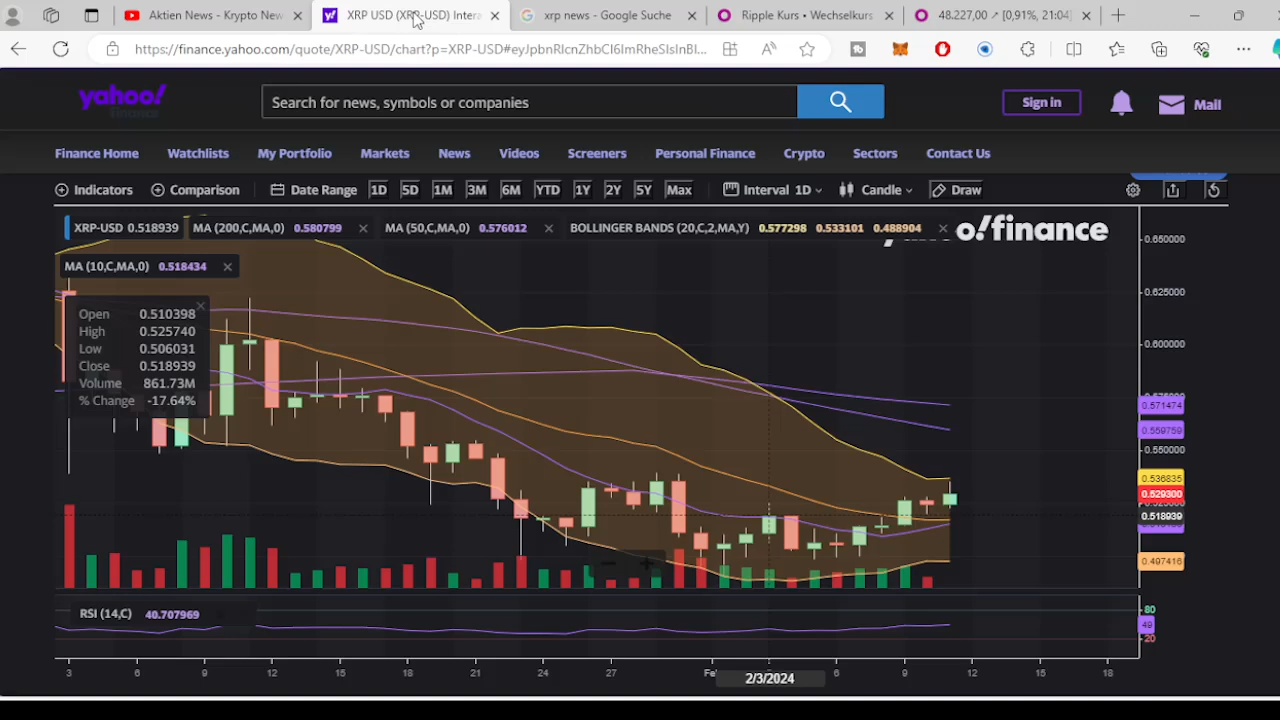 Aktien News - Krypto New
XRP USD (XRP-USD) Intera
xrp news - Google Suche
Ripple Kurs • Wechselkurs
48.227,00 ↗ [0,91%, 21:04]
https://finance.yahoo.com/quote/XRP-USD/chart?p=XRP-USD#eyJpbnRlcnZhbCI6ImRheSIsInBl...
yahoo!
finance
Search for news, symbols or companies
Sign in
Mail
Finance Home
Watchlists
My Portfolio
Markets
News
Videos
Screeners
Personal Finance
Crypto
Sectors
Contact Us
Indicators
Comparison
Date Range
1D
5D
1M
3M
6M
YTD
1Y
2Y
5Y
Max
Interval 1D
Candle
Draw
XRP-USD 0.518939
MA (200,C,MA,0) 0.580799
MA (50,C,MA,0) 0.576012
BOLLINGER BANDS (20,C,2,MA,Y) 0.577298 0.533101 0.488904
o!finance
MA (10,C,MA,0) 0.518434
Open 0.510398
High 0.525740
Low 0.506031
Close 0.518939
Volume 861.73M
% Change -17.64%
0.650000
0.625000
0.600000
0.571474
0.559759
0.550000
0.536835
0.529300
0.518939
0.497416
RSI (14,C) 40.707969
80
49
20
3
9
12
15
18
21
24
27
Fe
2/3/2024
6
9
12
15
18